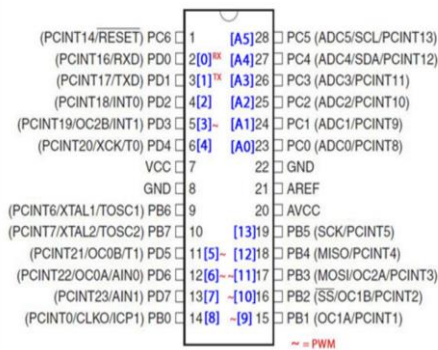 (PCINT14/RESET) PC6 1 [A5] 28 PC5 (ADC5/SCL/PCINT13)
(PCINT16/RXD) PD0 2 [0] RX [A4] 27 PC4 (ADC4/SDA/PCINT12)
(PCINT17/TXD) PD1 3 [1] TX [A3] 26 PC3 (ADC3/PCINT11)
(PCINT18/INT0) PD2 4 [2] [A2] 25 PC2 (ADC2/PCINT10)
(PCINT19/OC2B/INT1) PD3 5 [3]~ [A1] 24 PC1 (ADC1/PCINT9)
(PCINT20/XCK/T0) PD4 6 [4] [A0] 23 PC0 (ADC0/PCINT8)
VCC 7 22 GND
GND 8 21 AREF
(PCINT6/XTAL1/TOSC1) PB6 9 20 AVCC
(PCINT7/XTAL2/TOSC2) PB7 10 [13] 19 PB5 (SCK/PCINT5)
(PCINT21/OC0B/T1) PD5 11 [5]~ [12] 18 PB4 (MISO/PCINT4)
(PCINT22/OC0A/AIN0) PD6 12 [6]~ ~[11] 17 PB3 (MOSI/OC2A/PCINT3)
(PCINT23/AIN1) PD7 13 [7] ~[10] 16 PB2 (SS/OC1B/PCINT2)
(PCINT0/CLKO/ICP1) PB0 14 [8] ~[9] 15 PB1 (OC1A/PCINT1)
~ = PWM